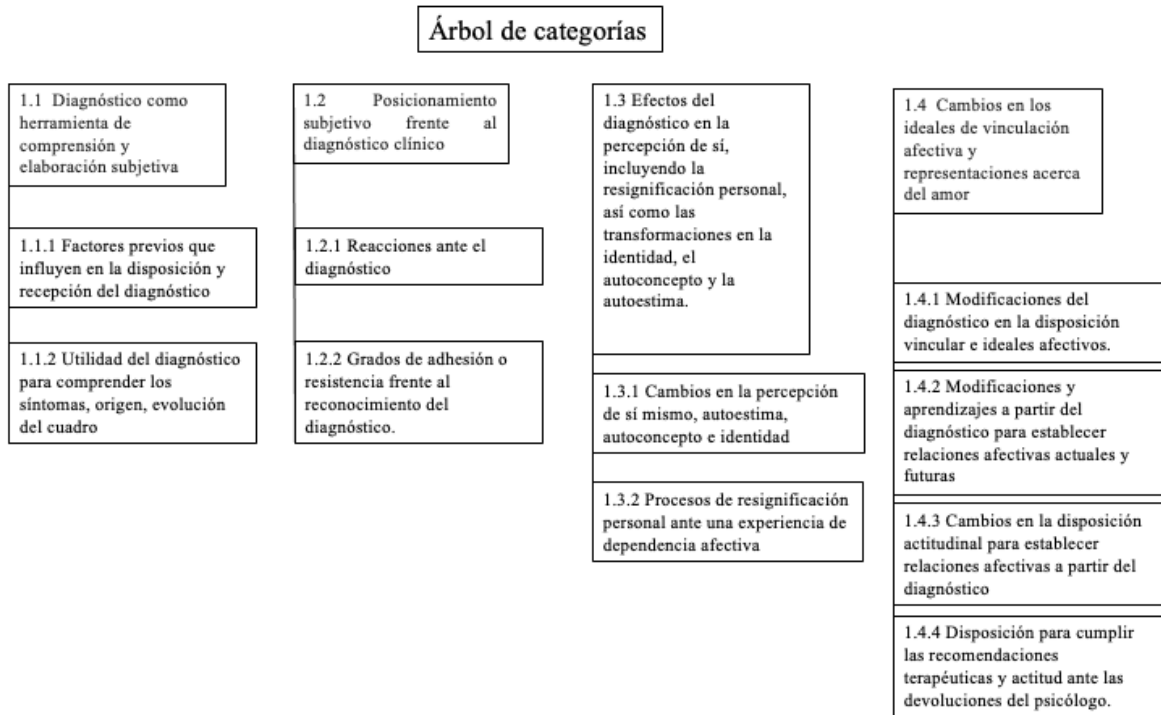 Árbol de categorías
1.1 Diagnóstico como
herramienta de
comprensión y
elaboración subjetiva
1.1.1 Factores previos que
influyen en la disposición y
recepción del diagnóstico
1.1.2 Utilidad del diagnóstico
para comprender los
síntomas, origen, evolución
del cuadro
1.2 Posicionamiento
subjetivo frente al
diagnóstico clínico
1.2.1 Reacciones ante el
diagnóstico
1.2.2 Grados de adhesión o
resistencia frente al
reconocimiento del
diagnóstico.
1.3 Efectos del
diagnóstico en la
percepción de sí,
incluyendo la
resignificación personal,
así como las
transformaciones en la
identidad, el
autoconcepto y la
autoestima.
1.3.1 Cambios en la percepción
de sí mismo, autoestima,
autoconcepto e identidad
1.3.2 Procesos de resignificación
personal ante una experiencia de
dependencia afectiva
1.4 Cambios en los
ideales de vinculación
afectiva y
representaciones acerca
del amor
1.4.1 Modificaciones del
diagnóstico en la disposición
vincular e ideales afectivos.
1.4.2 Modificaciones y
aprendizajes a partir del
diagnóstico para establecer
relaciones afectivas actuales y
futuras
1.4.3 Cambios en la disposición
actitudinal para establecer
relaciones afectivas a partir del
diagnóstico
1.4.4 Disposición para cumplir
las recomendaciones
terapéuticas y actitud ante las
devoluciones del psicólogo.